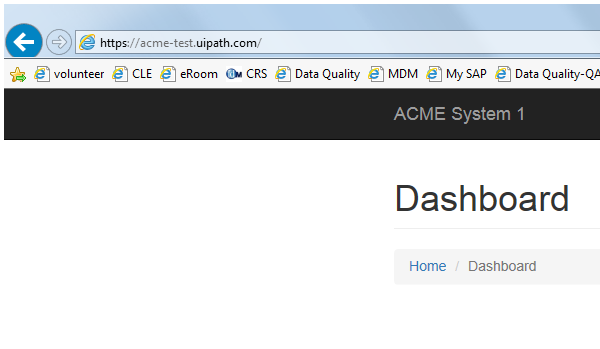 https://acme-test.uipath.com/
volunteer CLE eRoom CRS Data Quality MDM My SAP Data Quality-QA
ACME System 1
Dashboard
Home / Dashboard